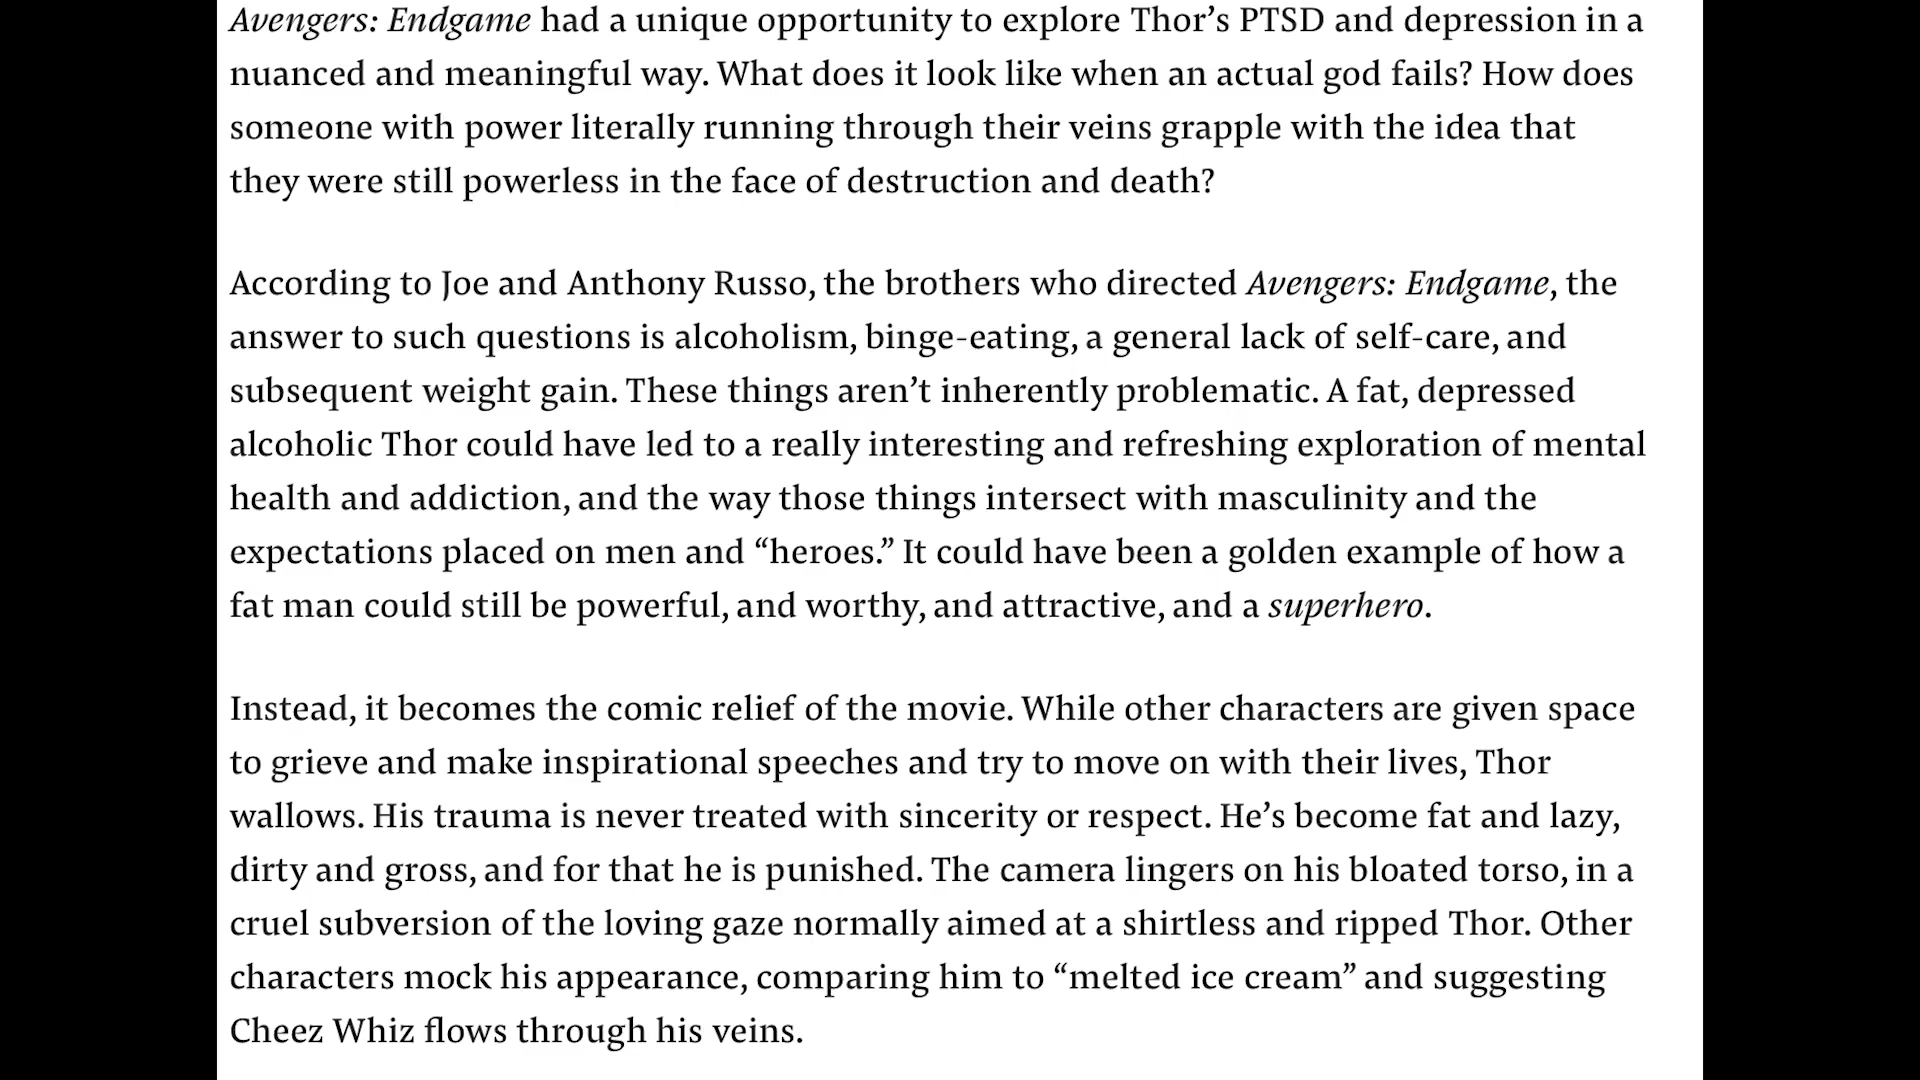 Avengers: Endgame had a unique opportunity to explore Thor’s PTSD and depression in a
nuanced and meaningful way. What does it look like when an actual god fails? How does
someone with power literally running through their veins grapple with the idea that
they were still powerless in the face of destruction and death?
According to Joe and Anthony Russo, the brothers who directed Avengers: Endgame, the
answer to such questions is alcoholism, binge-eating, a general lack of self-care, and
subsequent weight gain. These things aren’t inherently problematic. A fat, depressed
alcoholic Thor could have led to a really interesting and refreshing exploration of mental
health and addiction, and the way those things intersect with masculinity and the
expectations placed on men and “heroes.” It could have been a golden example of how a
fat man could still be powerful, and worthy, and attractive, and a superhero.
Instead, it becomes the comic relief of the movie. While other characters are given space
to grieve and make inspirational speeches and try to move on with their lives, Thor
wallows. His trauma is never treated with sincerity or respect. He’s become fat and lazy,
dirty and gross, and for that he is punished. The camera lingers on his bloated torso, in a
cruel subversion of the loving gaze normally aimed at a shirtless and ripped Thor. Other
characters mock his appearance, comparing him to “melted ice cream” and suggesting
Cheez Whiz flows through his veins.